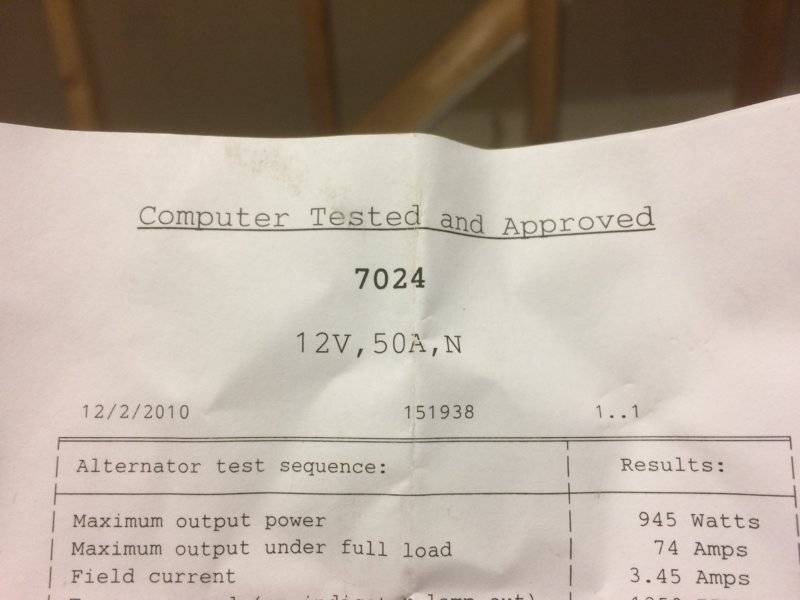 Computer Tested and Approved
7024
12V,50A,N
12/2/2010 151938 1..1
Alternator test sequence: Results:
Maximum output power 945 Watts
Maximum output under full load 74 Amps
Field current 3.45 Amps